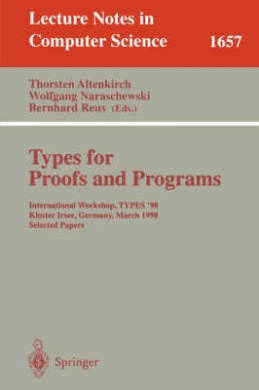 Lecture Notes in
Computer Science
1657
Thorsten Altenkirch
Wolfgang Naraschewski
Bernhard Reus (Eds.)
Types for
Proofs and Programs
International Workshop, TYPES '98
Kloster Irsee, Germany, March 1998
Selected Papers
Springer